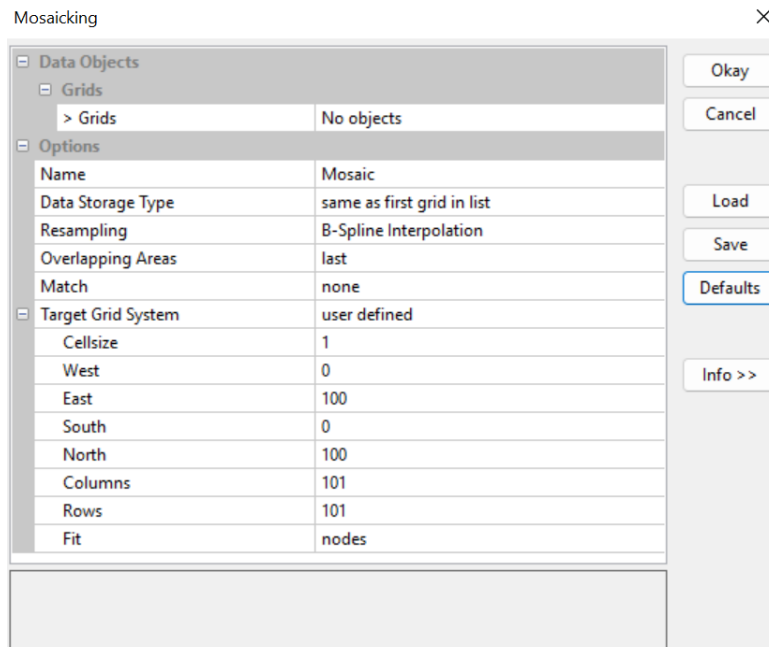 Mosaicking
Data Objects
Grids
> Grids No objects
Options
Name Mosaic
Data Storage Type same as first grid in list
Resampling B-Spline Interpolation
Overlapping Areas last
Match none
Target Grid System user defined
Cellsize 1
West 0
East 100
South 0
North 100
Columns 101
Rows 101
Fit nodes
Okay
Cancel
Load
Save
Defaults
Info >>